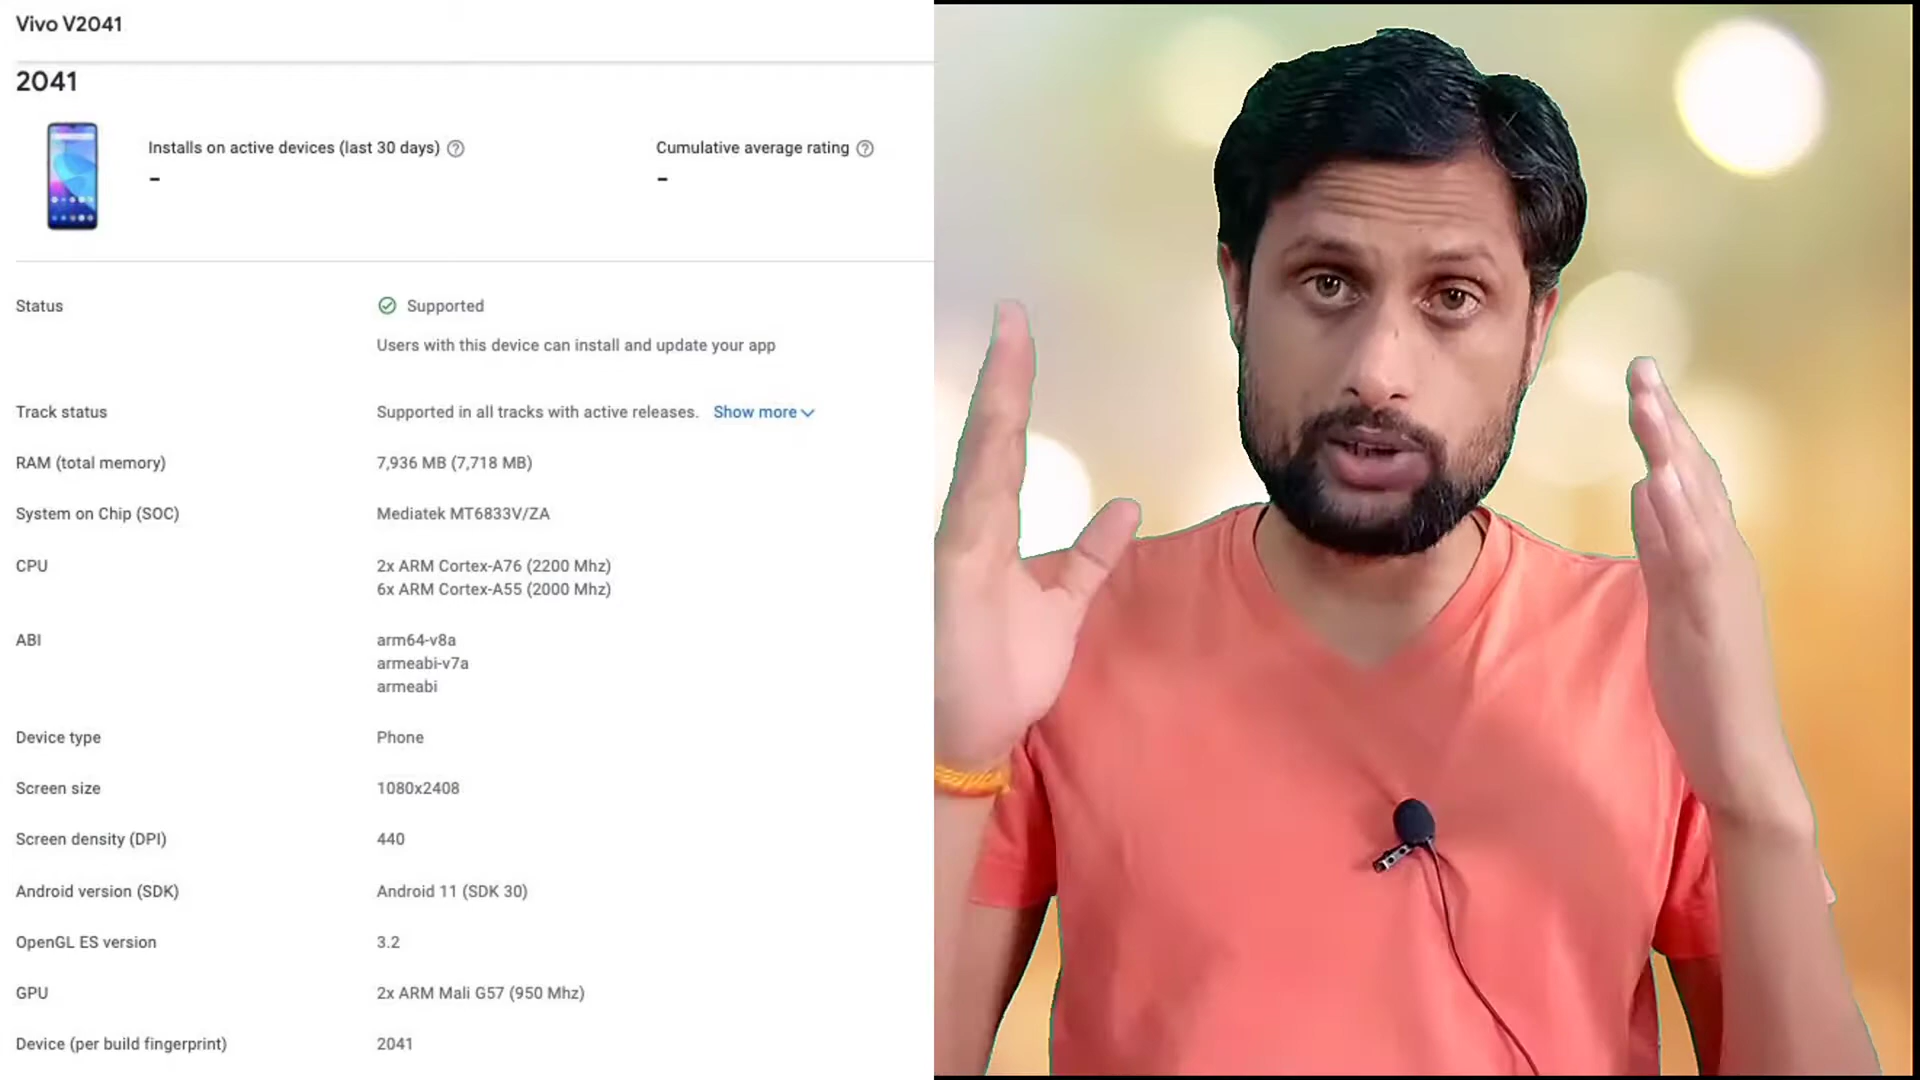 Vivo V2041
2041
Installs on active devices (last 30 days)
-
Cumulative average rating
-
Status
Supported
Users with this device can install and update your app
Track status
Supported in all tracks with active releases. Show more
RAM (total memory)
7,936 MB (7,718 MB)
System on Chip (SOC)
Mediatek MT6833V/ZA
CPU
2x ARM Cortex-A76 (2200 Mhz)
6x ARM Cortex-A55 (2000 Mhz)
ABI
arm64-v8a
armeabi-v7a
armeabi
Device type
Phone
Screen size
1080x2408
Screen density (DPI)
440
Android version (SDK)
Android 11 (SDK 30)
OpenGL ES version
3.2
GPU
2x ARM Mali G57 (950 Mhz)
Device (per build fingerprint)
2041